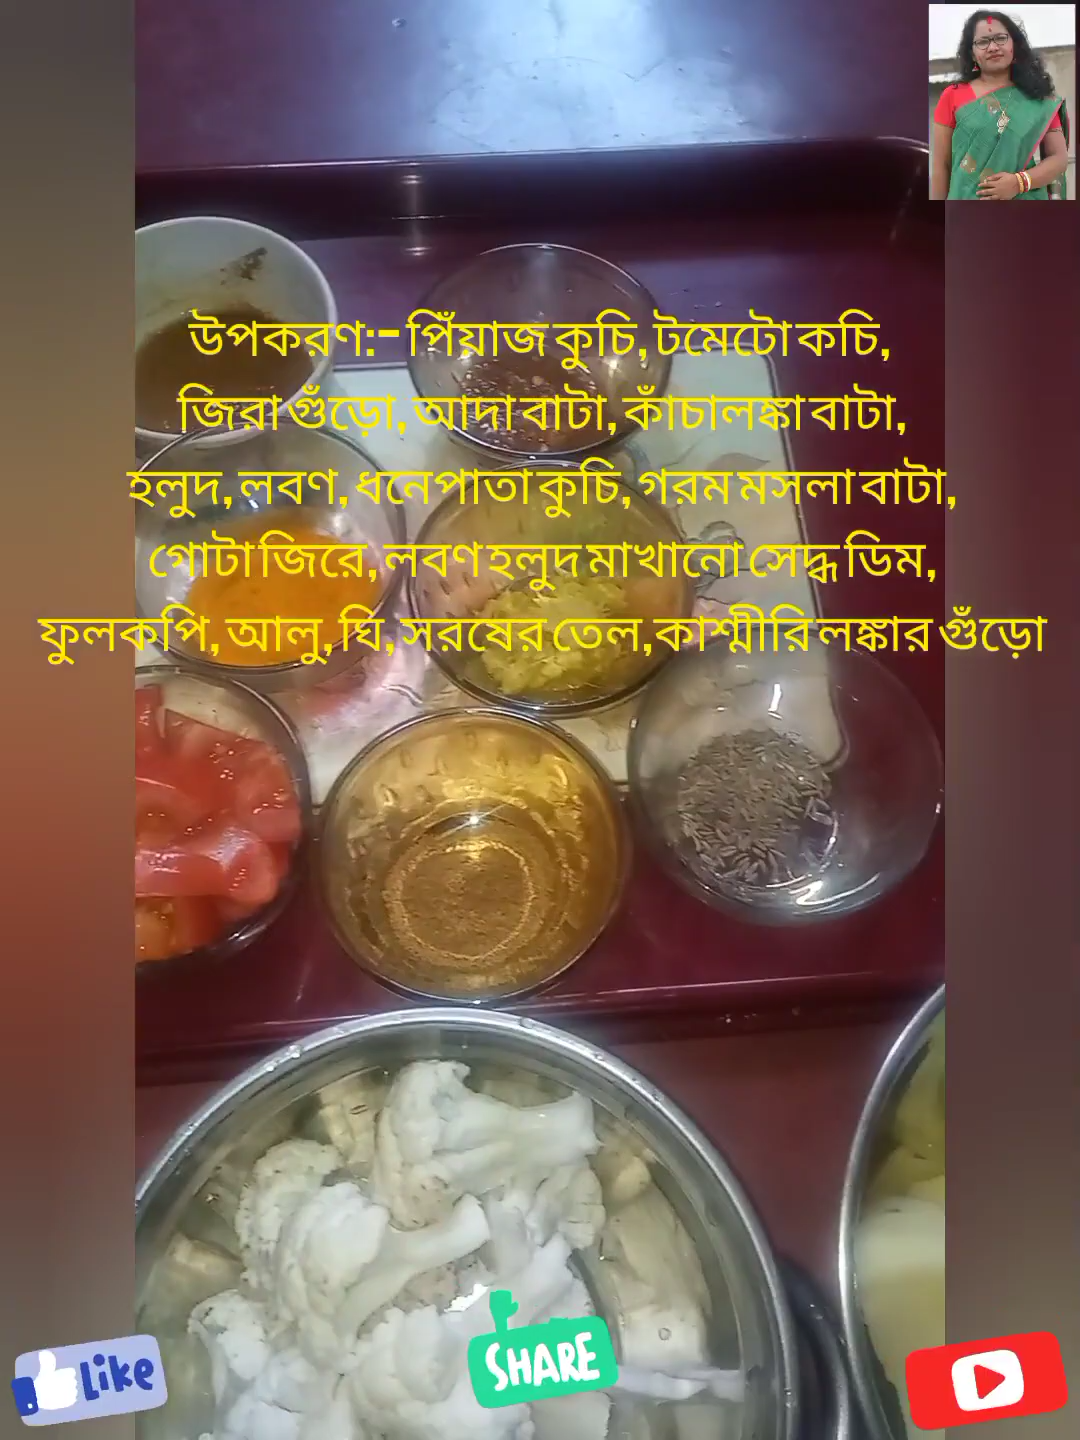 উপকরণ:- পিঁয়াজ কুচি, টমেটো কচি,
জিরা গুঁড়ো, আদা বাটা, কাঁচালঙ্কা বাটা,
হলুদ, লবণ, ধনেপাতা কুচি, গরম মসলা বাটা,
গোটা জিরে, লবণ হলুদ মাখানো সেদ্ধ ডিম,
ফুলকপি, আলু, ঘি, সরষের তেল, কাশ্মীরি লঙ্কার গুঁড়ো
Like
SHARE